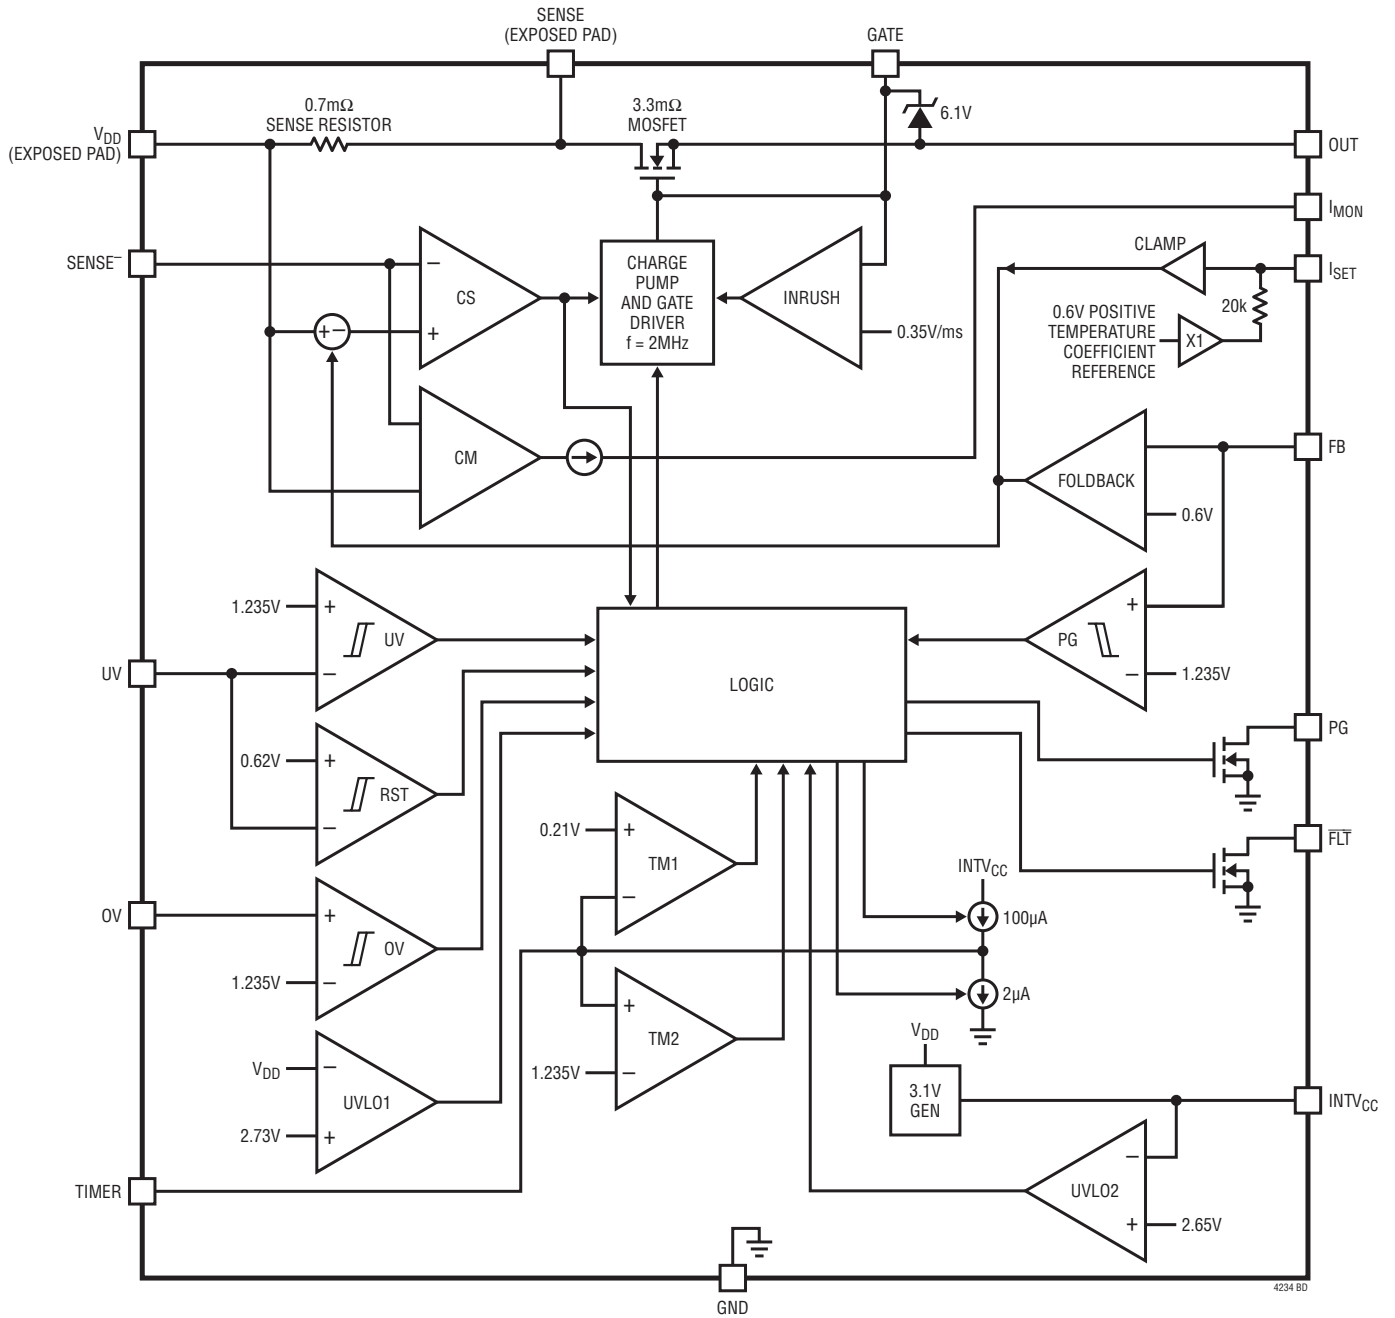 SENSE
(EXPOSED PAD)
GATE
0.7mΩ
SENSE RESISTOR
3.3mΩ
MOSFET
6.1V
VDD
(EXPOSED PAD)
OUT
IMON
CLAMP
SENSE–
ISET
–
CS
+
+–
CHARGE
PUMP
AND GATE
DRIVER
f = 2MHz
INRUSH
0.35V/ms
20k
0.6V POSITIVE
TEMPERATURE
COEFFICIENT
REFERENCE
X1
CM
FB
FOLDBACK
0.6V
1.235V
+
UV
–
UV
LOGIC
+
PG
–
1.235V
PG
0.62V
+
RST
–
0.21V
+
TM1
–
FLT
INTVCC
100µA
OV
+
OV
1.235V
–
2µA
+
TM2
1.235V
–
VDD
3.1V
GEN
INTVCC
VDD
–
UVLO1
2.73V
+
–
UVLO2
+
2.65V
TIMER
GND
4234 BD